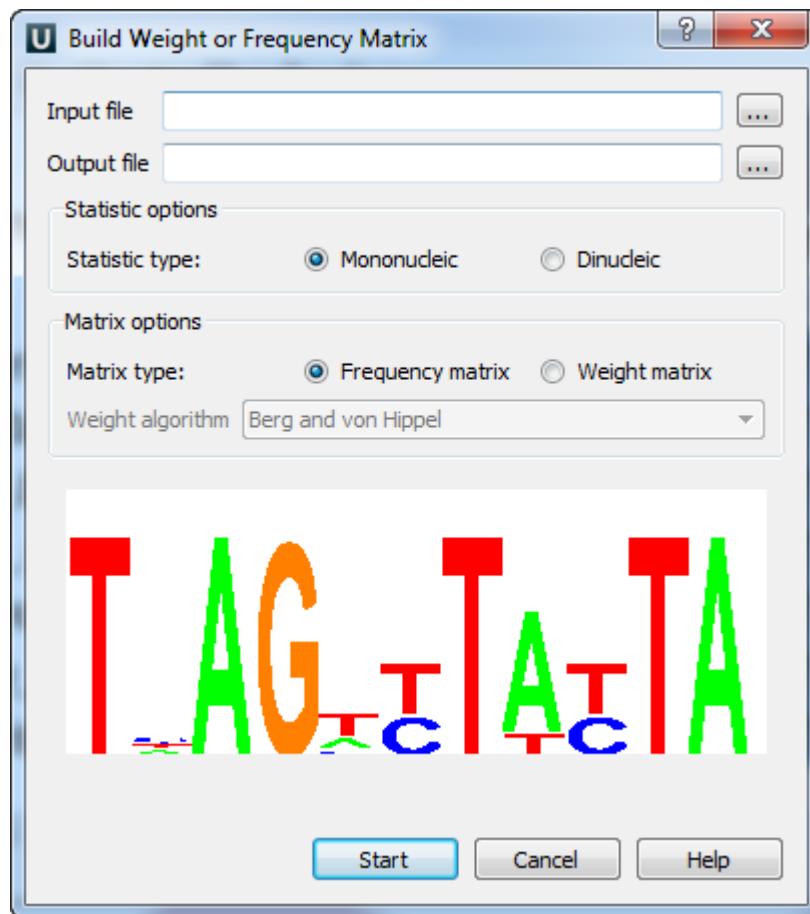 U Build Weight or Frequency Matrix ? X
Input file ...
Output file ...
Statistic options
Statistic type: Mononucleic Dinucleic
Matrix options
Matrix type: Frequency matrix Weight matrix
Weight algorithm Berg and von Hippel
T A G T T T A T T A
A C T C
Start Cancel Help